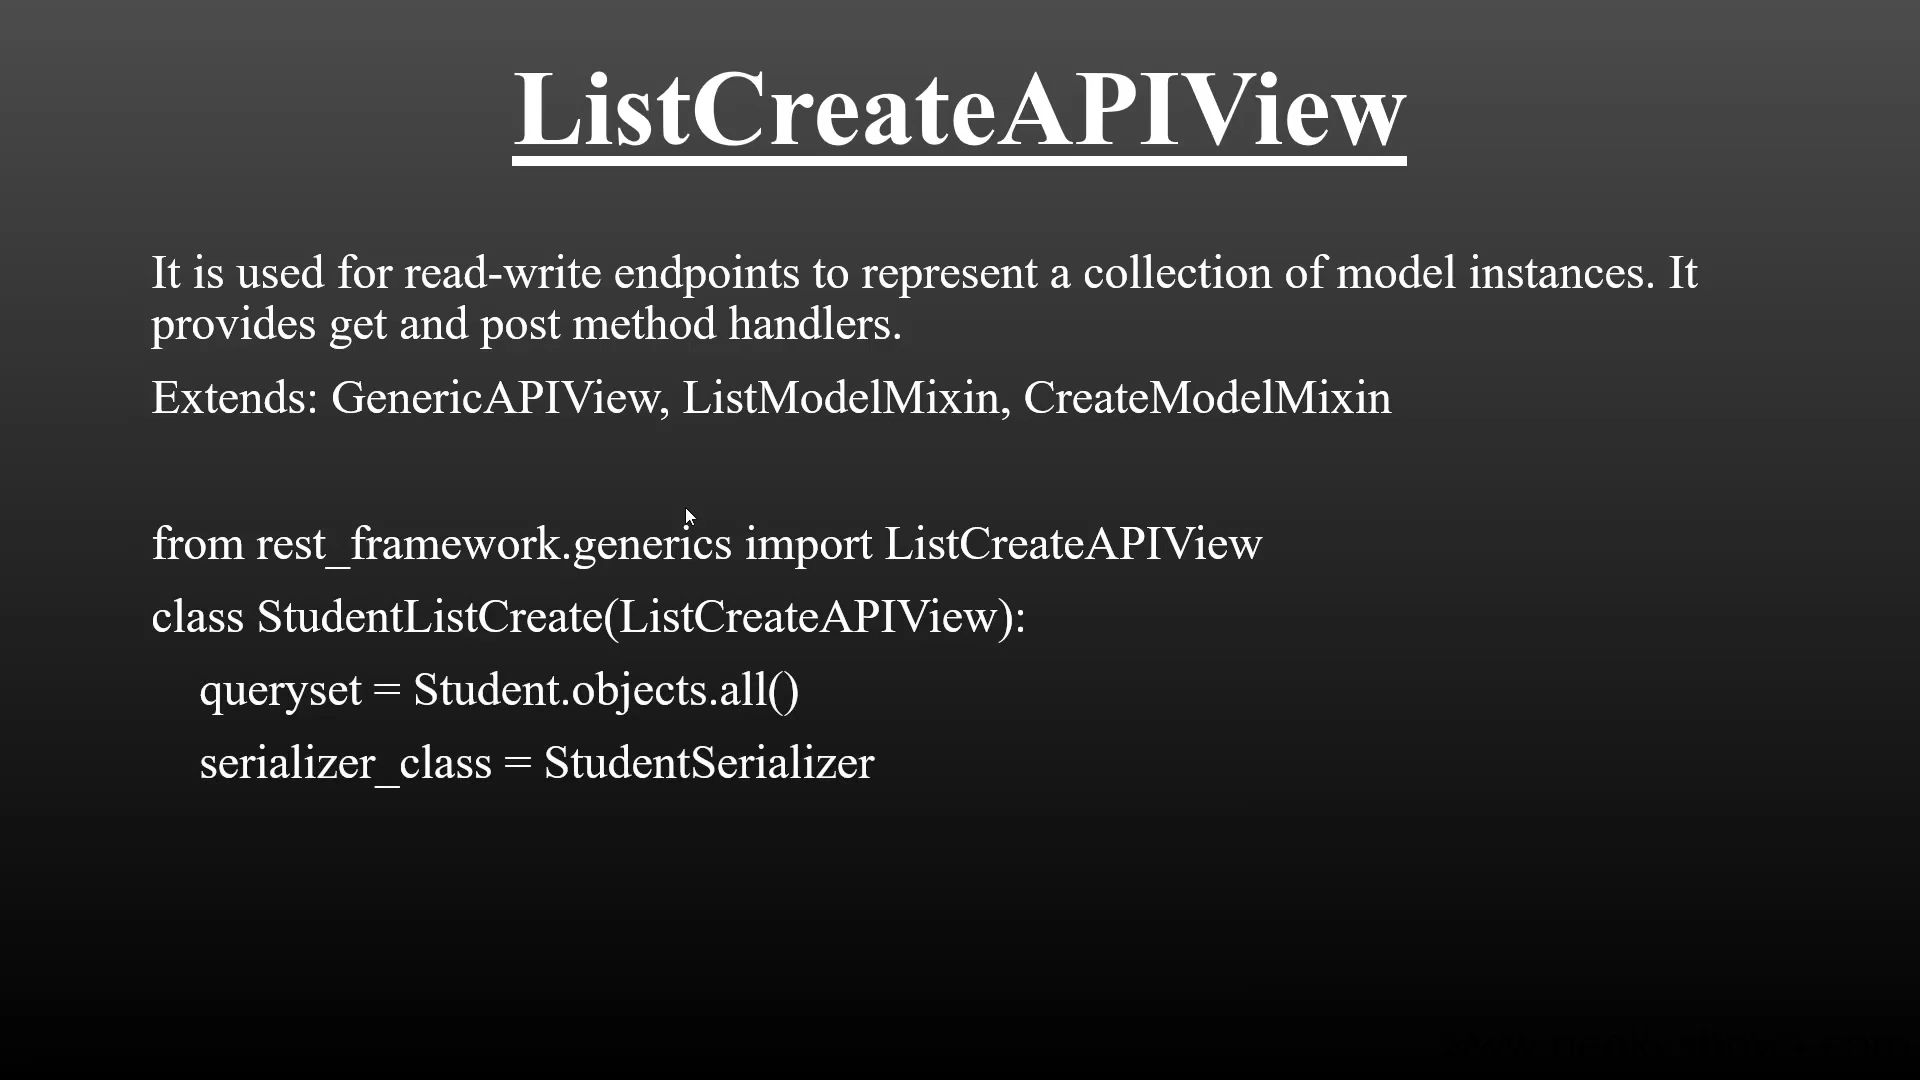 ListCreateAPIView
It is used for read-write endpoints to represent a collection of model instances. It
provides get and post method handlers.
Extends: GenericAPIView, ListModelMixin, CreateModelMixin
from rest_framework.generics import ListCreateAPIView
class StudentListCreate(ListCreateAPIView):
queryset = Student.objects.all()
serializer_class = StudentSerializer